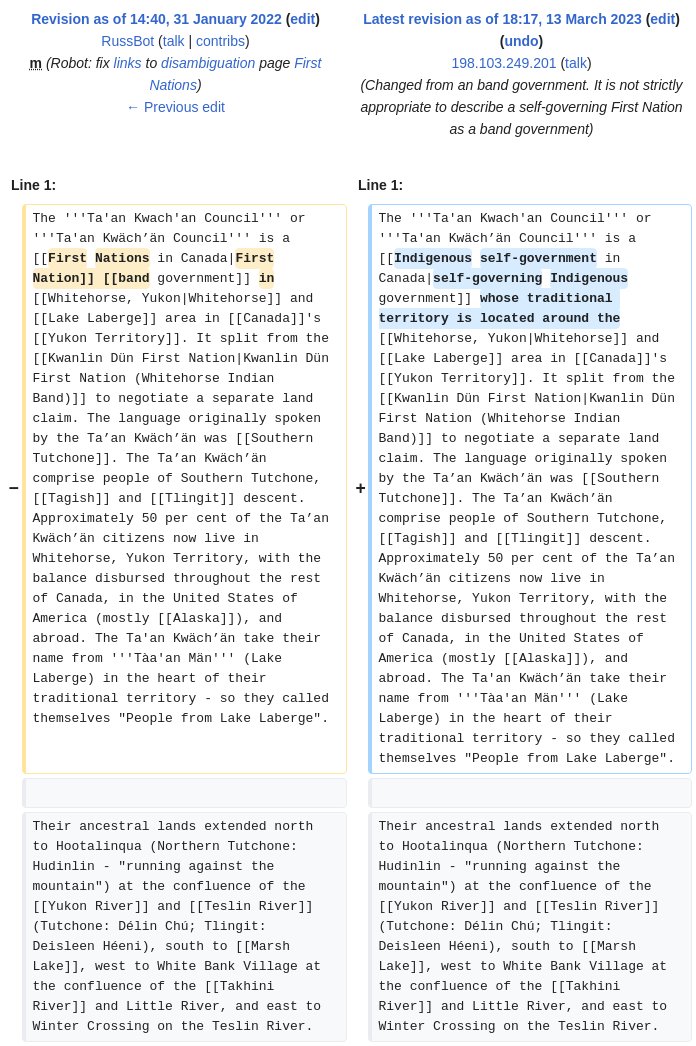 Revision as of 14:40, 31 January 2022 (edit)
RussBot (talk | contribs)
m (Robot: fix links to disambiguation page First
Nations)
← Previous edit
Latest revision as of 18:17, 13 March 2023 (edit)
(undo)
198.103.249.201 (talk)
(Changed from an band government. It is not strictly
appropriate to describe a self-governing First Nation
as a band government)
Line 1:
Line 1:
−
The '''Ta'an Kwach'an Council''' or
'''Ta'an Kwäch’än Council''' is a
[[First Nations in Canada|First
Nation]] [[band government]] in
[[Whitehorse, Yukon|Whitehorse]] and
[[Lake Laberge]] area in [[Canada]]'s
[[Yukon Territory]]. It split from the
[[Kwanlin Dün First Nation|Kwanlin Dün
First Nation (Whitehorse Indian
Band)]] to negotiate a separate land
claim. The language originally spoken
by the Ta’an Kwäch’än was [[Southern
Tutchone]]. The Ta’an Kwäch’än
comprise people of Southern Tutchone,
[[Tagish]] and [[Tlingit]] descent.
Approximately 50 per cent of the Ta’an
Kwäch’än citizens now live in
Whitehorse, Yukon Territory, with the
balance disbursed throughout the rest
of Canada, in the United States of
America (mostly [[Alaska]]), and
abroad. The Ta'an Kwäch’än take their
name from '''Tàa'an Män''' (Lake
Laberge) in the heart of their
traditional territory - so they called
themselves "People from Lake Laberge".
+
The '''Ta'an Kwach'an Council''' or
'''Ta'an Kwäch’än Council''' is a
[[Indigenous self-government in
Canada|self-governing Indigenous
government]] whose traditional
territory is located around the
[[Whitehorse, Yukon|Whitehorse]] and
[[Lake Laberge]] area in [[Canada]]'s
[[Yukon Territory]]. It split from the
[[Kwanlin Dün First Nation|Kwanlin Dün
First Nation (Whitehorse Indian
Band)]] to negotiate a separate land
claim. The language originally spoken
by the Ta’an Kwäch’än was [[Southern
Tutchone]]. The Ta’an Kwäch’än
comprise people of Southern Tutchone,
[[Tagish]] and [[Tlingit]] descent.
Approximately 50 per cent of the Ta’an
Kwäch’än citizens now live in
Whitehorse, Yukon Territory, with the
balance disbursed throughout the rest
of Canada, in the United States of
America (mostly [[Alaska]]), and
abroad. The Ta'an Kwäch’än take their
name from '''Tàa'an Män''' (Lake
Laberge) in the heart of their
traditional territory - so they called
themselves "People from Lake Laberge".
Their ancestral lands extended north
to Hootalinqua (Northern Tutchone:
Hudinlin - "running against the
mountain") at the confluence of the
[[Yukon River]] and [[Teslin River]]
(Tutchone: Délin Chú; Tlingit:
Deisleen Héeni), south to [[Marsh
Lake]], west to White Bank Village at
the confluence of the [[Takhini
River]] and Little River, and east to
Winter Crossing on the Teslin River.
Their ancestral lands extended north
to Hootalinqua (Northern Tutchone:
Hudinlin - "running against the
mountain") at the confluence of the
[[Yukon River]] and [[Teslin River]]
(Tutchone: Délin Chú; Tlingit:
Deisleen Héeni), south to [[Marsh
Lake]], west to White Bank Village at
the confluence of the [[Takhini
River]] and Little River, and east to
Winter Crossing on the Teslin River.